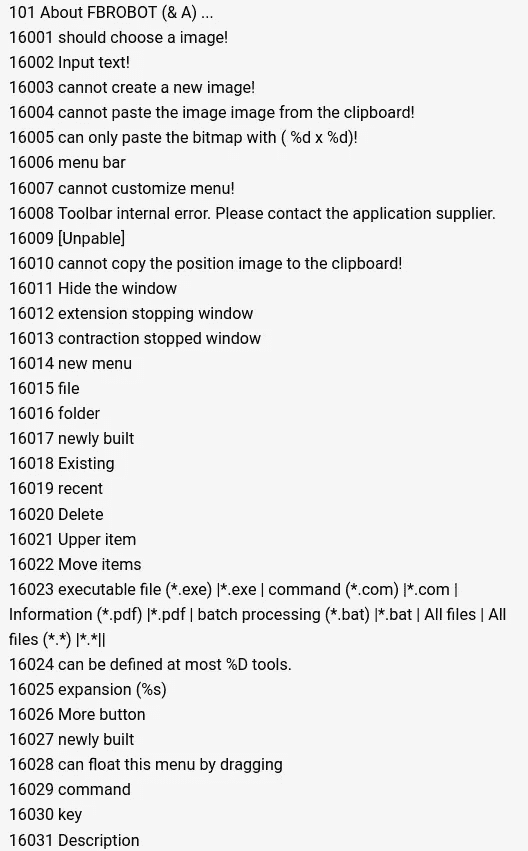 101 About FBROBOT (& A) ...
16001 should choose a image!
16002 Input text!
16003 cannot create a new image!
16004 cannot paste the image image from the clipboard!
16005 can only paste the bitmap with ( %d x %d)!
16006 menu bar
16007 cannot customize menu!
16008 Toolbar internal error. Please contact the application supplier.
16009 [Unpable]
16010 cannot copy the position image to the clipboard!
16011 Hide the window
16012 extension stopping window
16013 contraction stopped window
16014 new menu
16015 file
16016 folder
16017 newly built
16018 Existing
16019 recent
16020 Delete
16021 Upper item
16022 Move items
16023 executable file (*.exe) |*.exe | command (*.com) |*.com |
Information (*.pdf) |*.pdf | batch processing (*.bat) |*.bat | All files | All
files (*.*) |*.*||
16024 can be defined at most %D tools.
16025 expansion (%s)
16026 More button
16027 newly built
16028 can float this menu by dragging
16029 command
16030 key
16031 Description